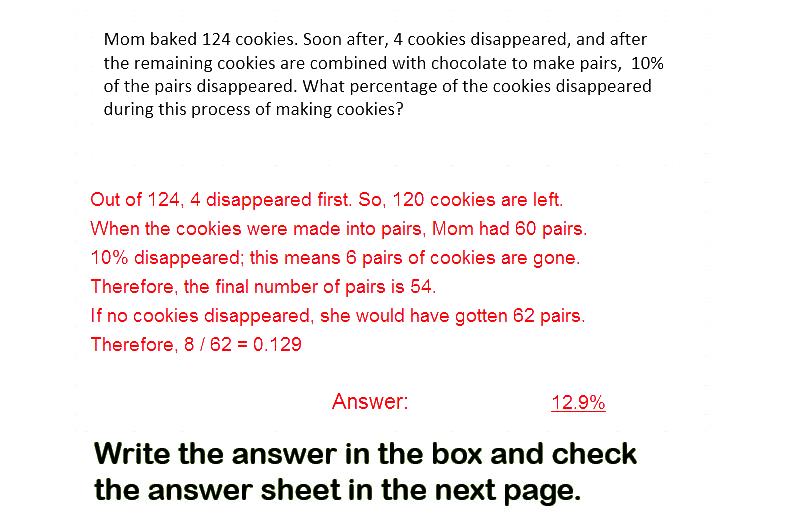 Mom baked 124 cookies. Soon after, 4 cookies disappeared, and after
the remaining cookies are combined with chocolate to make pairs, 10%
of the pairs disappeared. What percentage of the cookies disappeared
during this process of making cookies?
Out of 124, 4 disappeared first. So, 120 cookies are left.
When the cookies were made into pairs, Mom had 60 pairs.
10% disappeared; this means 6 pairs of cookies are gone.
Therefore, the final number of pairs is 54.
If no cookies disappeared, she would have gotten 62 pairs.
Therefore, 8 / 62 = 0.129
Answer: 12.9%
Write the answer in the box and check
the answer sheet in the next page.